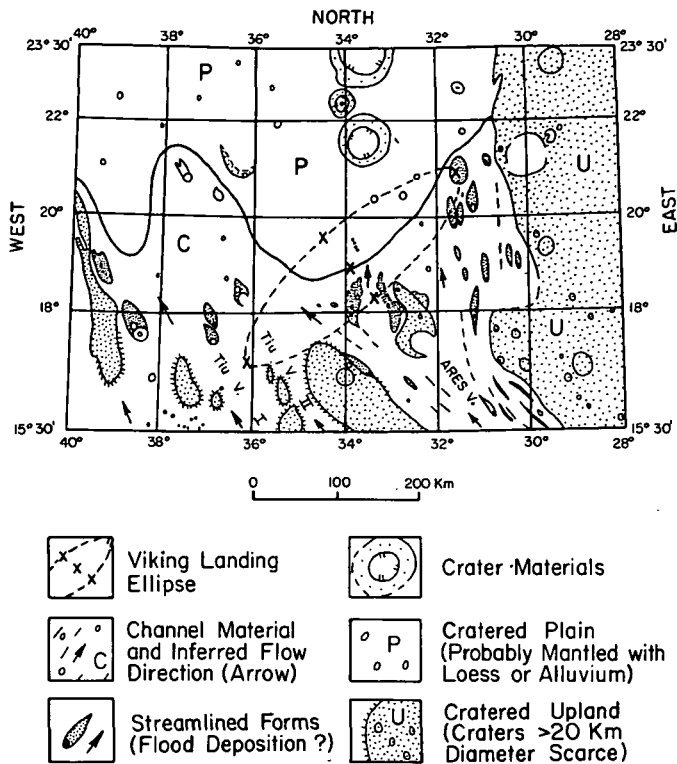 NORTH
40° 38° 36° 34° 32° 30° 28°
23° 30' 23° 30'
P
22° 22°
P U
WEST EAST
20° 20°
C
18° 18°
U
Tiu V. Tiu V. ARES V.
I II
15° 30' 15° 30'
40° 38° 36° 34° 32° 30° 28°
0 100 200 Km
Viking Landing
Ellipse
Crater Materials
C
Channel Material
and Inferred Flow
Direction (Arrow)
P
Cratered Plain
(Probably Mantled with
Loess or Alluvium)
Streamlined Forms
(Flood Deposition ?)
U
Cratered Upland
(Craters >20 Km
Diameter Scarce)